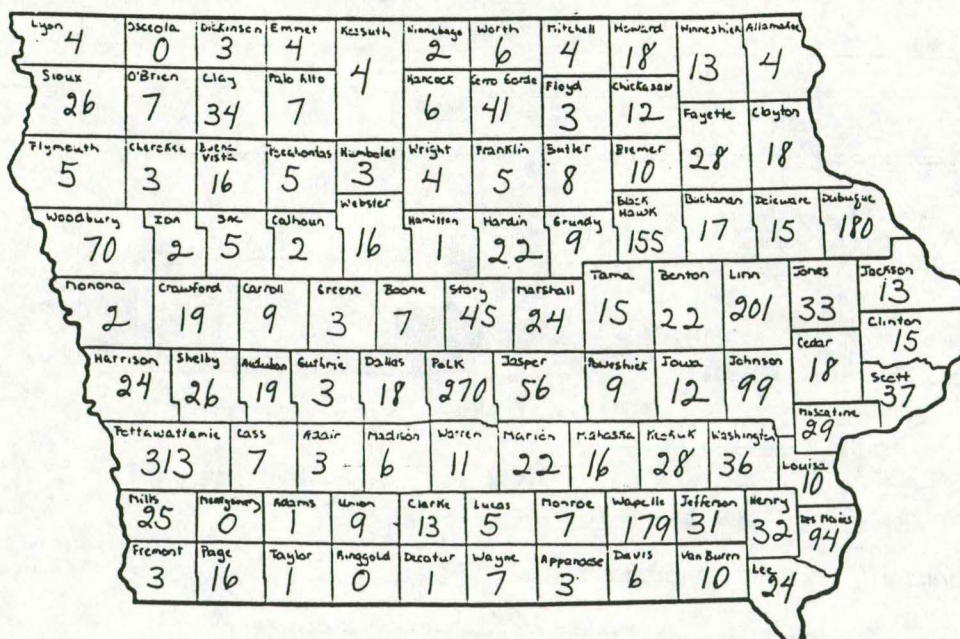 Lyon Osceola Dickinson Emmet Kossuth Winnebago Worth Mitchell Howard Winneshiek Allamakee
4 0 3 4 4 2 6 4 18 13 4
Sioux O'Brien Clay Palo Alto Hancock Cerro Gordo Floyd Chickasaw Fayette Clayton
26 7 34 7 6 41 3 12 28 18
Plymouth Cherokee Buena Vista Pocahontas Humboldt Wright Franklin Butler Bremer
5 3 16 5 3 4 5 8 10
Woodbury Ida Sac Calhoun Webster Hamilton Hardin Grundy Black Hawk Buchanan Delaware Dubuque
70 2 5 2 16 1 22 9 155 17 15 180
Monona Crawford Carroll Greene Boone Story Marshall Tama Benton Linn Jones Jackson
2 19 9 3 7 45 24 15 22 201 33 13
Clinton
15
Harrison Shelby Audubon Guthrie Dallas Polk Jasper Poweshiek Iowa Johnson Cedar Scott
24 26 19 3 18 270 56 9 12 99 18 37
Muscatine
29
Pottawattamie Cass Adair Madison Warren Marion Mahaska Keokuk Washington Louisa
313 7 3 6 11 22 16 28 36 10
Mills Montgomery Adams Union Clarke Lucas Monroe Wapello Jefferson Henry Des Moines
25 0 1 9 13 5 7 179 31 32 94
Fremont Page Taylor Ringgold Decatur Wayne Appanoose Davis Van Buren Lee
3 16 1 0 1 7 3 6 10 24